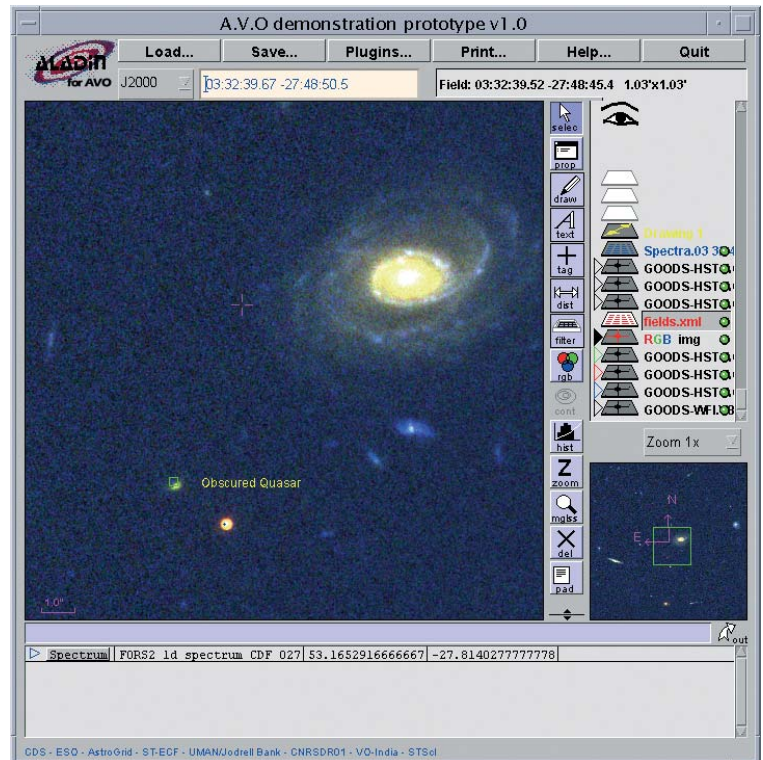 A.V.O demonstration prototype v1.0
ALADIN
for AVO
Load... Save... Plugins... Print... Help... Quit
J2000 03:32:39.67 -27:48:50.5 Field: 03:32:39.52 -27:48:45.4 1.03'x1.03'
selec
prop
draw
text
tag
dist
filter
rgb
cont
hist
zoom
mglss
del
pad
Drawing 1
Spectra.03 3
GOODS-HST
GOODS-HST
GOODS-HST
fields.xml
RGB img
GOODS-HST
GOODS-HST
GOODS-HST
GOODS-WFI.
Zoom 1x
N
E
Obscured Quasar
1.0"
out
Spectrum FORS2 1d spectrum CDF 027 53.1652916666667 -27.8140277777778
CDS - ESO - AstroGrid - ST-ECF - UMAN/Jodrell Bank - CNRSDR01 - VO-India - STScI